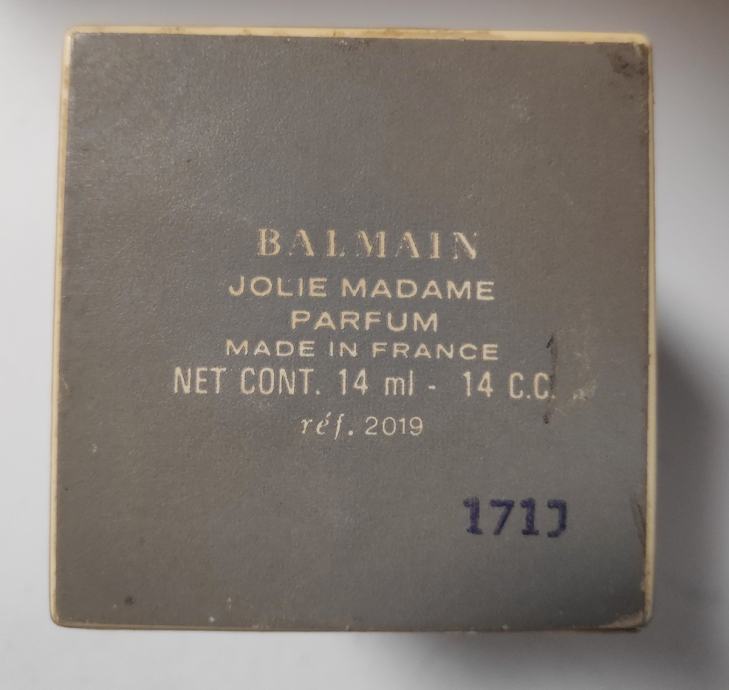 BALMAIN
JOLIE MADAME
PARFUM
MADE IN FRANCE
NET CONT. 14 ml - 14 C.C.
réf. 2019
171J